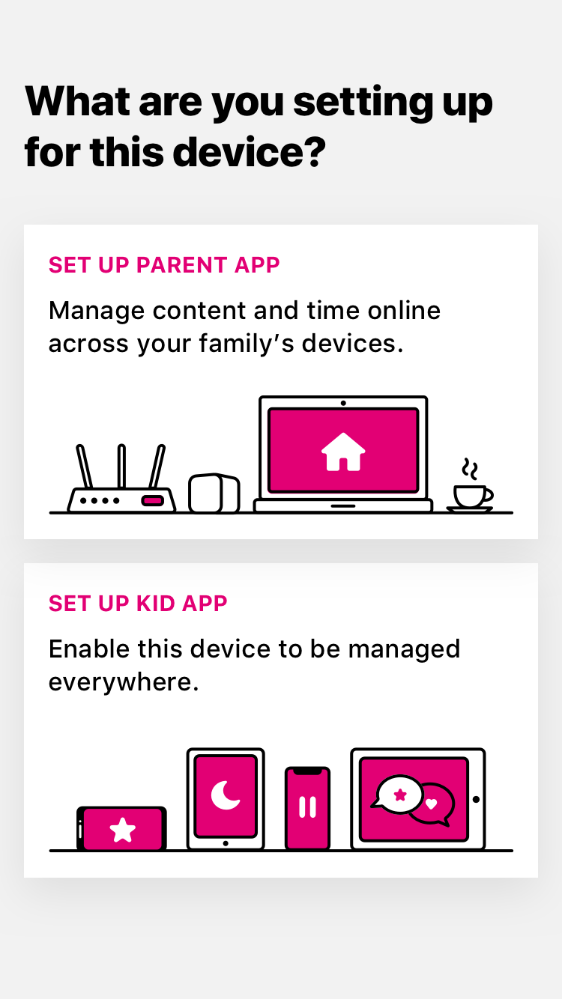 What are you setting up
for this device?
SET UP PARENT APP
Manage content and time online
across your family’s devices.
SET UP KID APP
Enable this device to be managed
everywhere.